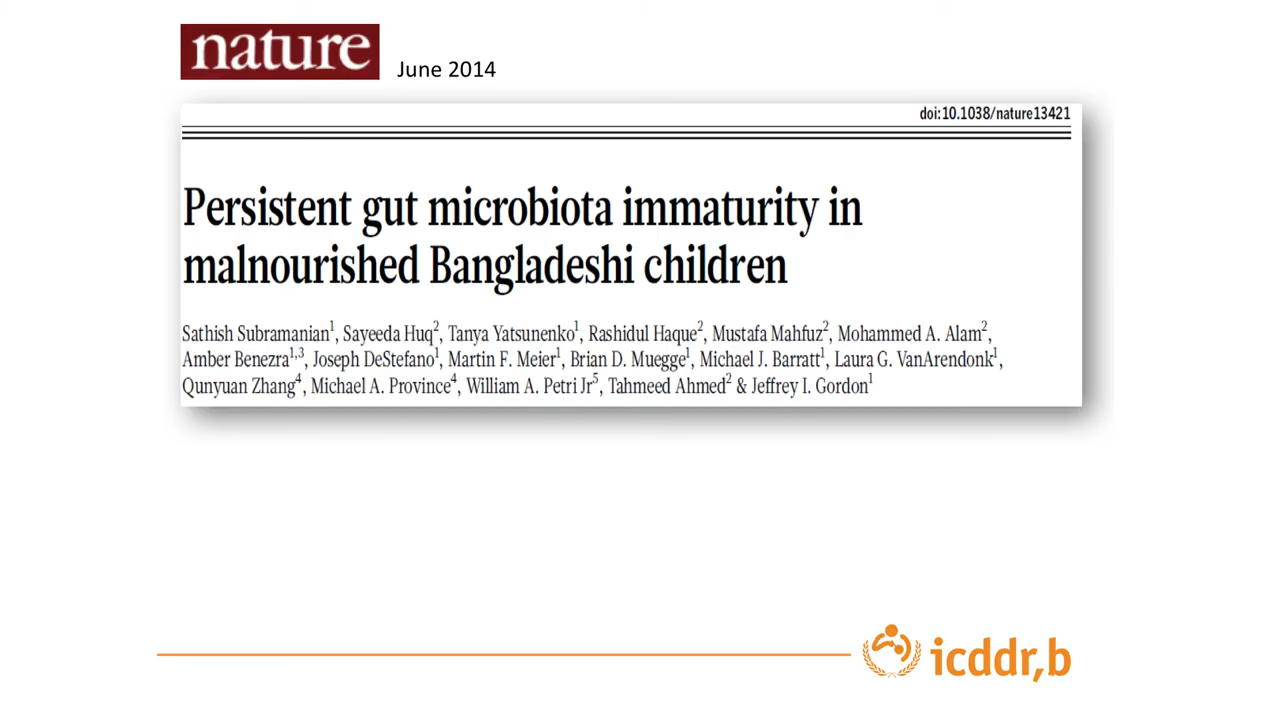 nature
June 2014
doi:10.1038/nature13421
Persistent gut microbiota immaturity in
malnourished Bangladeshi children
Sathish Subramanian¹, Sayeeda Huq², Tanya Yatsunenko¹, Rashidul Haque², Mustafa Mahfuz², Mohammed A. Alam²,
Amber Benezra¹,³, Joseph DeStefano¹, Martin F. Meier¹, Brian D. Muegge¹, Michael J. Barratt¹, Laura G. VanArendonk¹,
Qunyuan Zhang⁴, Michael A. Province⁴, William A. Petri Jr⁵, Tahmeed Ahmed² & Jeffrey I. Gordon¹
icddr,b